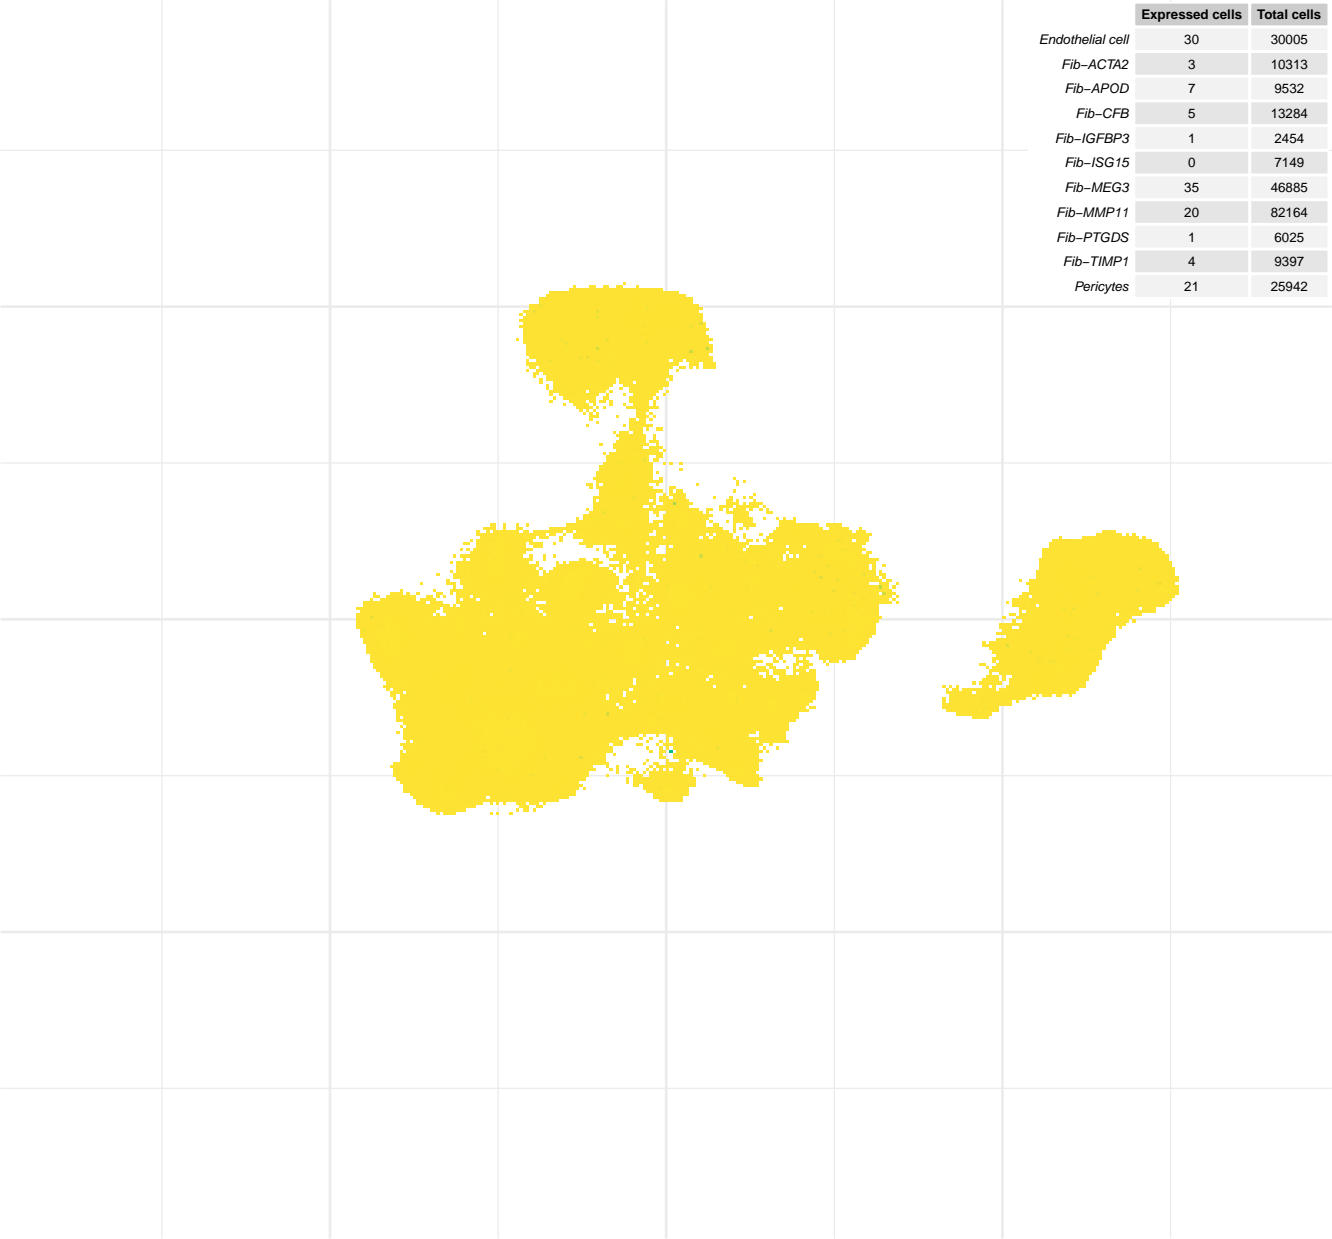 Expressed cells Total cells
Endothelial cell 30 30005
Fib−ACTA2 3 10313
Fib−APOD 7 9532
Fib−CFB 5 13284
Fib−IGFBP3 1 2454
Fib−ISG15 0 7149
Fib−MEG3 35 46885
Fib−MMP11 20 82164
Fib−PTGDS 1 6025
Fib−TIMP1 4 9397
Pericytes 21 25942